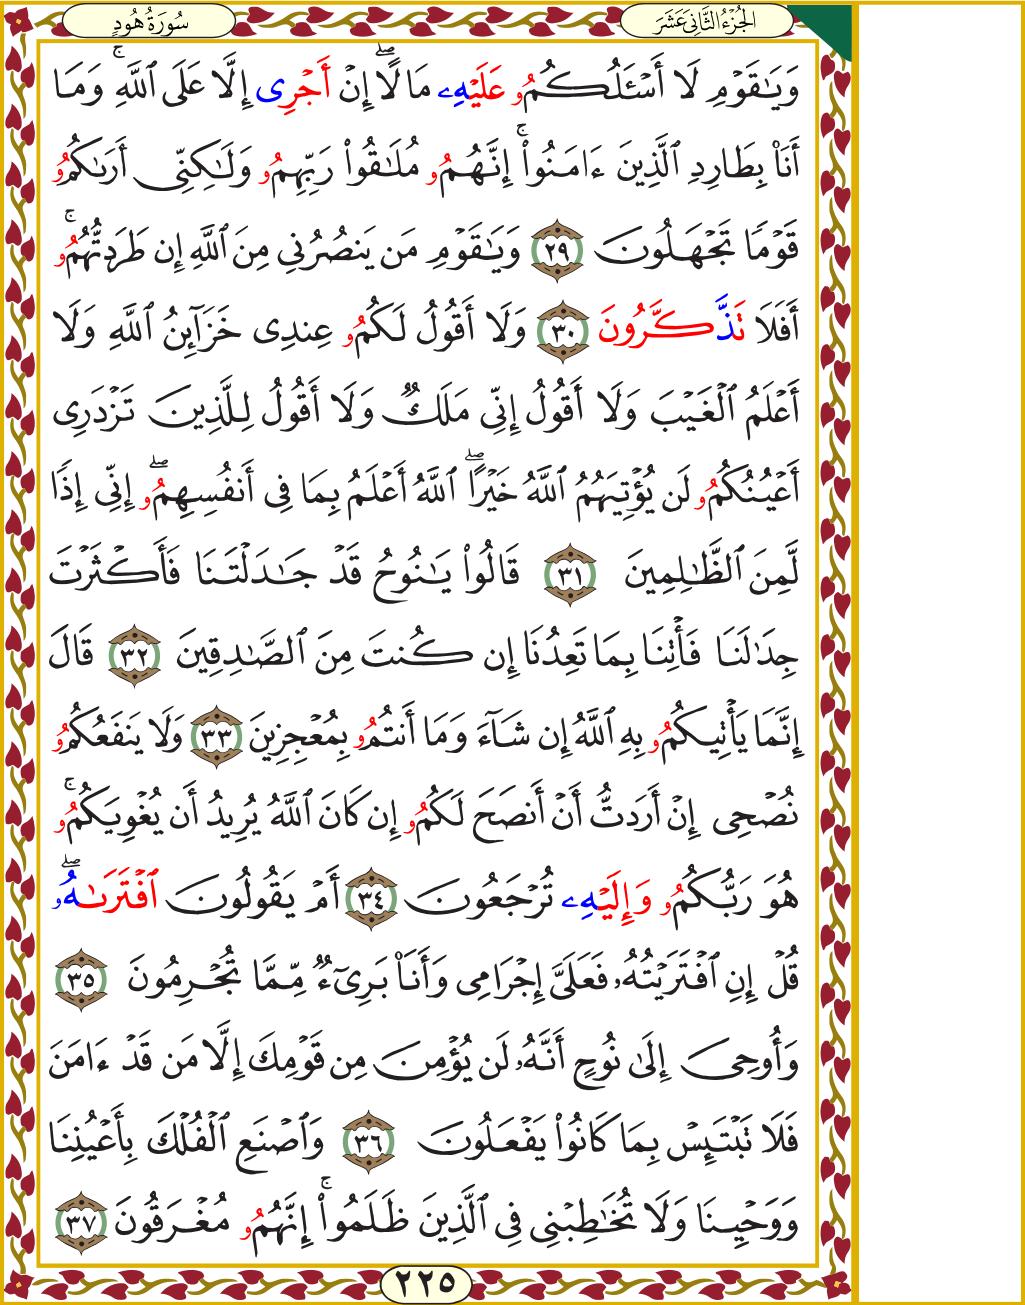 سُورَةُ هُودٍ
الجُزْءُ الثَّانِي عَشَرَ
وَيَٰقَوْمِ لَآ أَسْـَٔلُكُمُۥ عَلَيْهِۦ مَالًاۖ إِنْ أَجْرِى إِلَّا عَلَى ٱللَّهِۚ وَمَا
أَنَا۠ بِطَارِدِ ٱلَّذِينَ ءَامَنُوا۟ۚ إِنَّهُمُۥ مُلَٰقُوا۟ رَبِّهِمُۥ وَلَٰكِنِّى أَرَىٰكُمُۥ
قَوْمًا تَجْهَلُونَ ٢٩ وَيَٰقَوْمِ مَن يَنصُرُنِى مِنَ ٱللَّهِ إِن طَرَدتُّهُمُۥۚ
أَفَلَا تَذَّكَّرُونَ ٣٠ وَلَا أَقُولُ لَكُمُۥ عِندِى خَزَآئِنُ ٱللَّهِ وَلَا
أَعْلَمُ ٱلْغَيْبَ وَلَا أَقُولُ إِنِّى مَلَكٌ وَلَا أَقُولُ لِلَّذِينَ تَزْدَرِى
أَعْيُنُكُمُۥ لَن يُؤْتِيَهُمُ ٱللَّهُ خَيْرًاۖ ٱللَّهُ أَعْلَمُ بِمَا فِى أَنفُسِهِمُۥۖ إِنِّى إِذًا
لَّمِنَ ٱلظَّٰلِمِينَ ٣١ قَالُوا۟ يَٰنُوحُ قَدْ جَٰدَلْتَنَا فَأَكْثَرْتَ
جِدَٰلَنَا فَأْتِنَا بِمَا تَعِدُنَا إِن كُنتَ مِنَ ٱلصَّٰدِقِينَ ٣٢ قَالَ
إِنَّمَا يَأْتِيكُمُۥ بِهِ ٱللَّهُ إِن شَآءَ وَمَا أَنتُمُۥ بِمُعْجِزِينَ ٣٣ وَلَا يَنفَعُكُمُۥ
نُصْحِى إِنْ أَرَدتُّ أَنْ أَنصَحَ لَكُمُۥ إِن كَانَ ٱللَّهُ يُرِيدُ أَن يُغْوِيَكُمُۥۚ
هُوَ رَبُّكُمُۥ وَإِلَيْهِۦ تُرْجَعُونَ ٣٤ أَمْ يَقُولُونَ ٱفْتَرَىٰهُۥۖ
قُلْ إِنِ ٱفْتَرَيْتُهُۥ فَعَلَىَّ إِجْرَامِى وَأَنَا۠ بَرِىٓءٌ مِّمَّا تُجْرِمُونَ ٣٥
وَأُوحِىَ إِلَىٰ نُوحٍ أَنَّهُۥ لَن يُؤْمِنَ مِن قَوْمِكَ إِلَّا مَن قَدْ ءَامَنَ
فَلَا تَبْتَئِسْ بِمَا كَانُوا۟ يَفْعَلُونَ ٣٦ وَٱصْنَعِ ٱلْفُلْكَ بِأَعْيُنِنَا
وَوَحْيِنَا وَلَا تُخَٰطِبْنِى فِى ٱلَّذِينَ ظَلَمُوا۟ۚ إِنَّهُمُۥ مُغْرَقُونَ ٣٧
٢٢٥